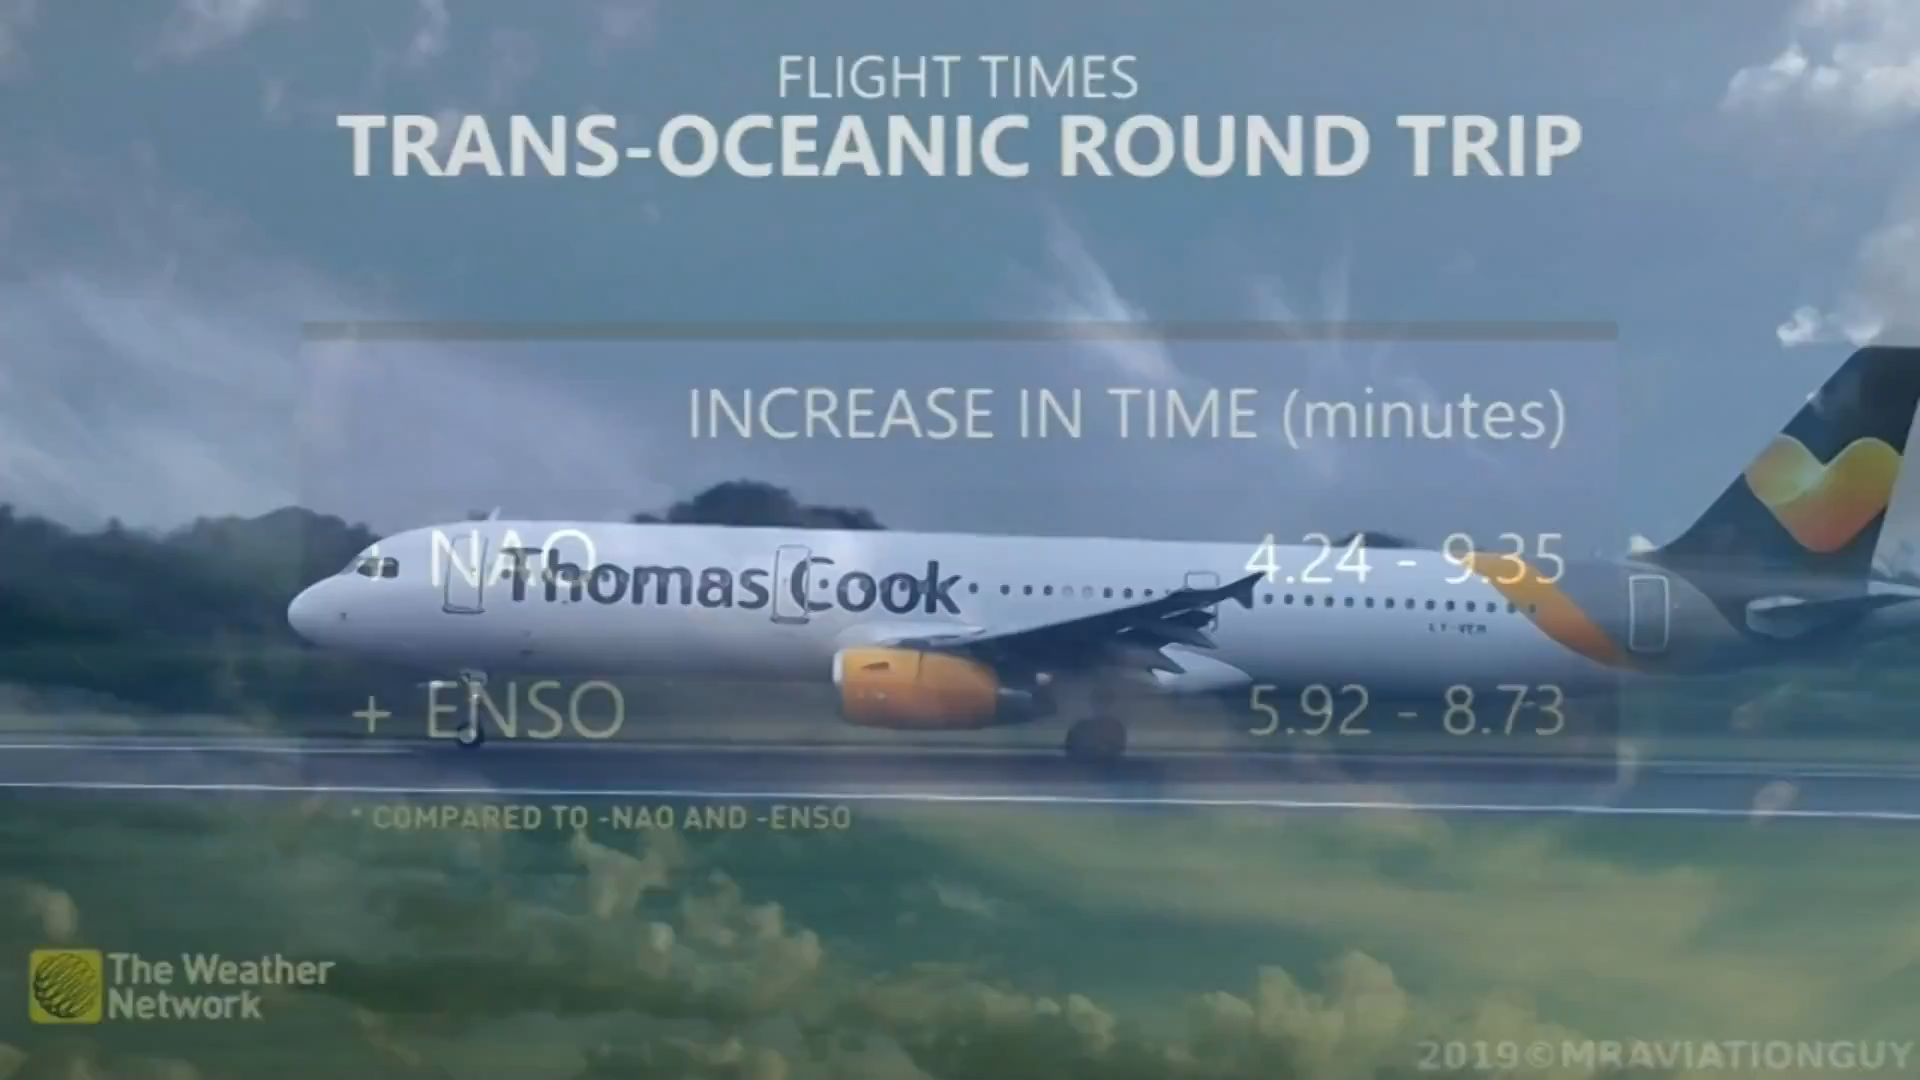 FLIGHT TIMES
TRANS-OCEANIC ROUND TRIP
INCREASE IN TIME (minutes)
+ NAO 4.24 - 9.35
Thomas Cook
+ ENSO 5.92 - 8.73
* COMPARED TO -NAO AND -ENSO
The Weather
Network
2019©MRAVIATIONGUY